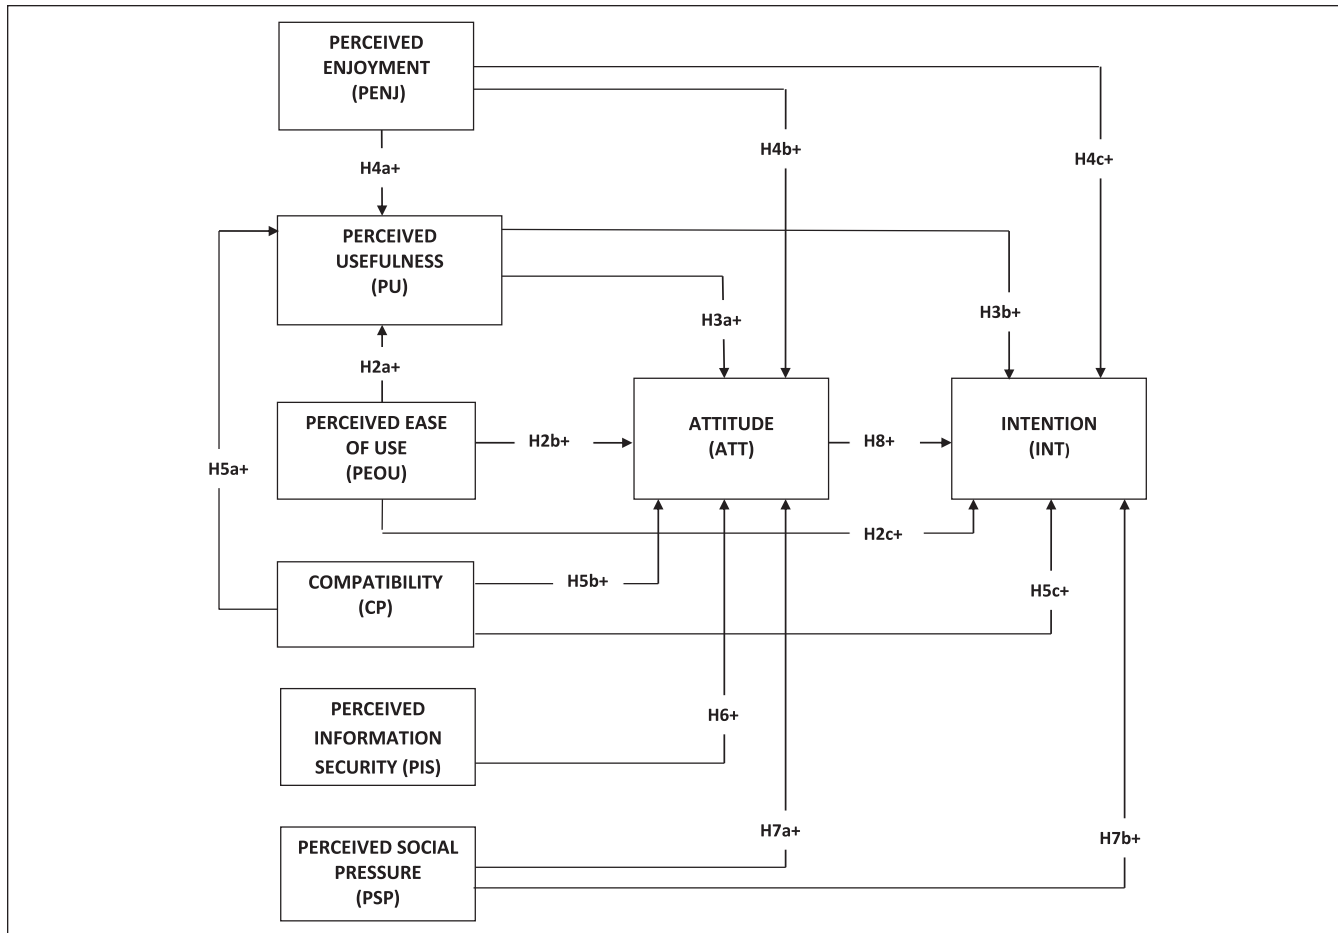 PERCEIVED
ENJOYMENT
(PENJ)
H4b+
H4c+
H4a+
PERCEIVED
USEFULNESS
(PU)
H3b+
H3a+
H2a+
PERCEIVED EASE
OF USE
(PEOU)
H2b+
ATTITUDE
(ATT)
H8+
INTENTION
(INT)
H5a+
H2c+
COMPATIBILITY
(CP)
H5b+
H5c+
PERCEIVED
INFORMATION
SECURITY (PIS)
H6+
PERCEIVED SOCIAL
PRESSURE
(PSP)
H7a+
H7b+